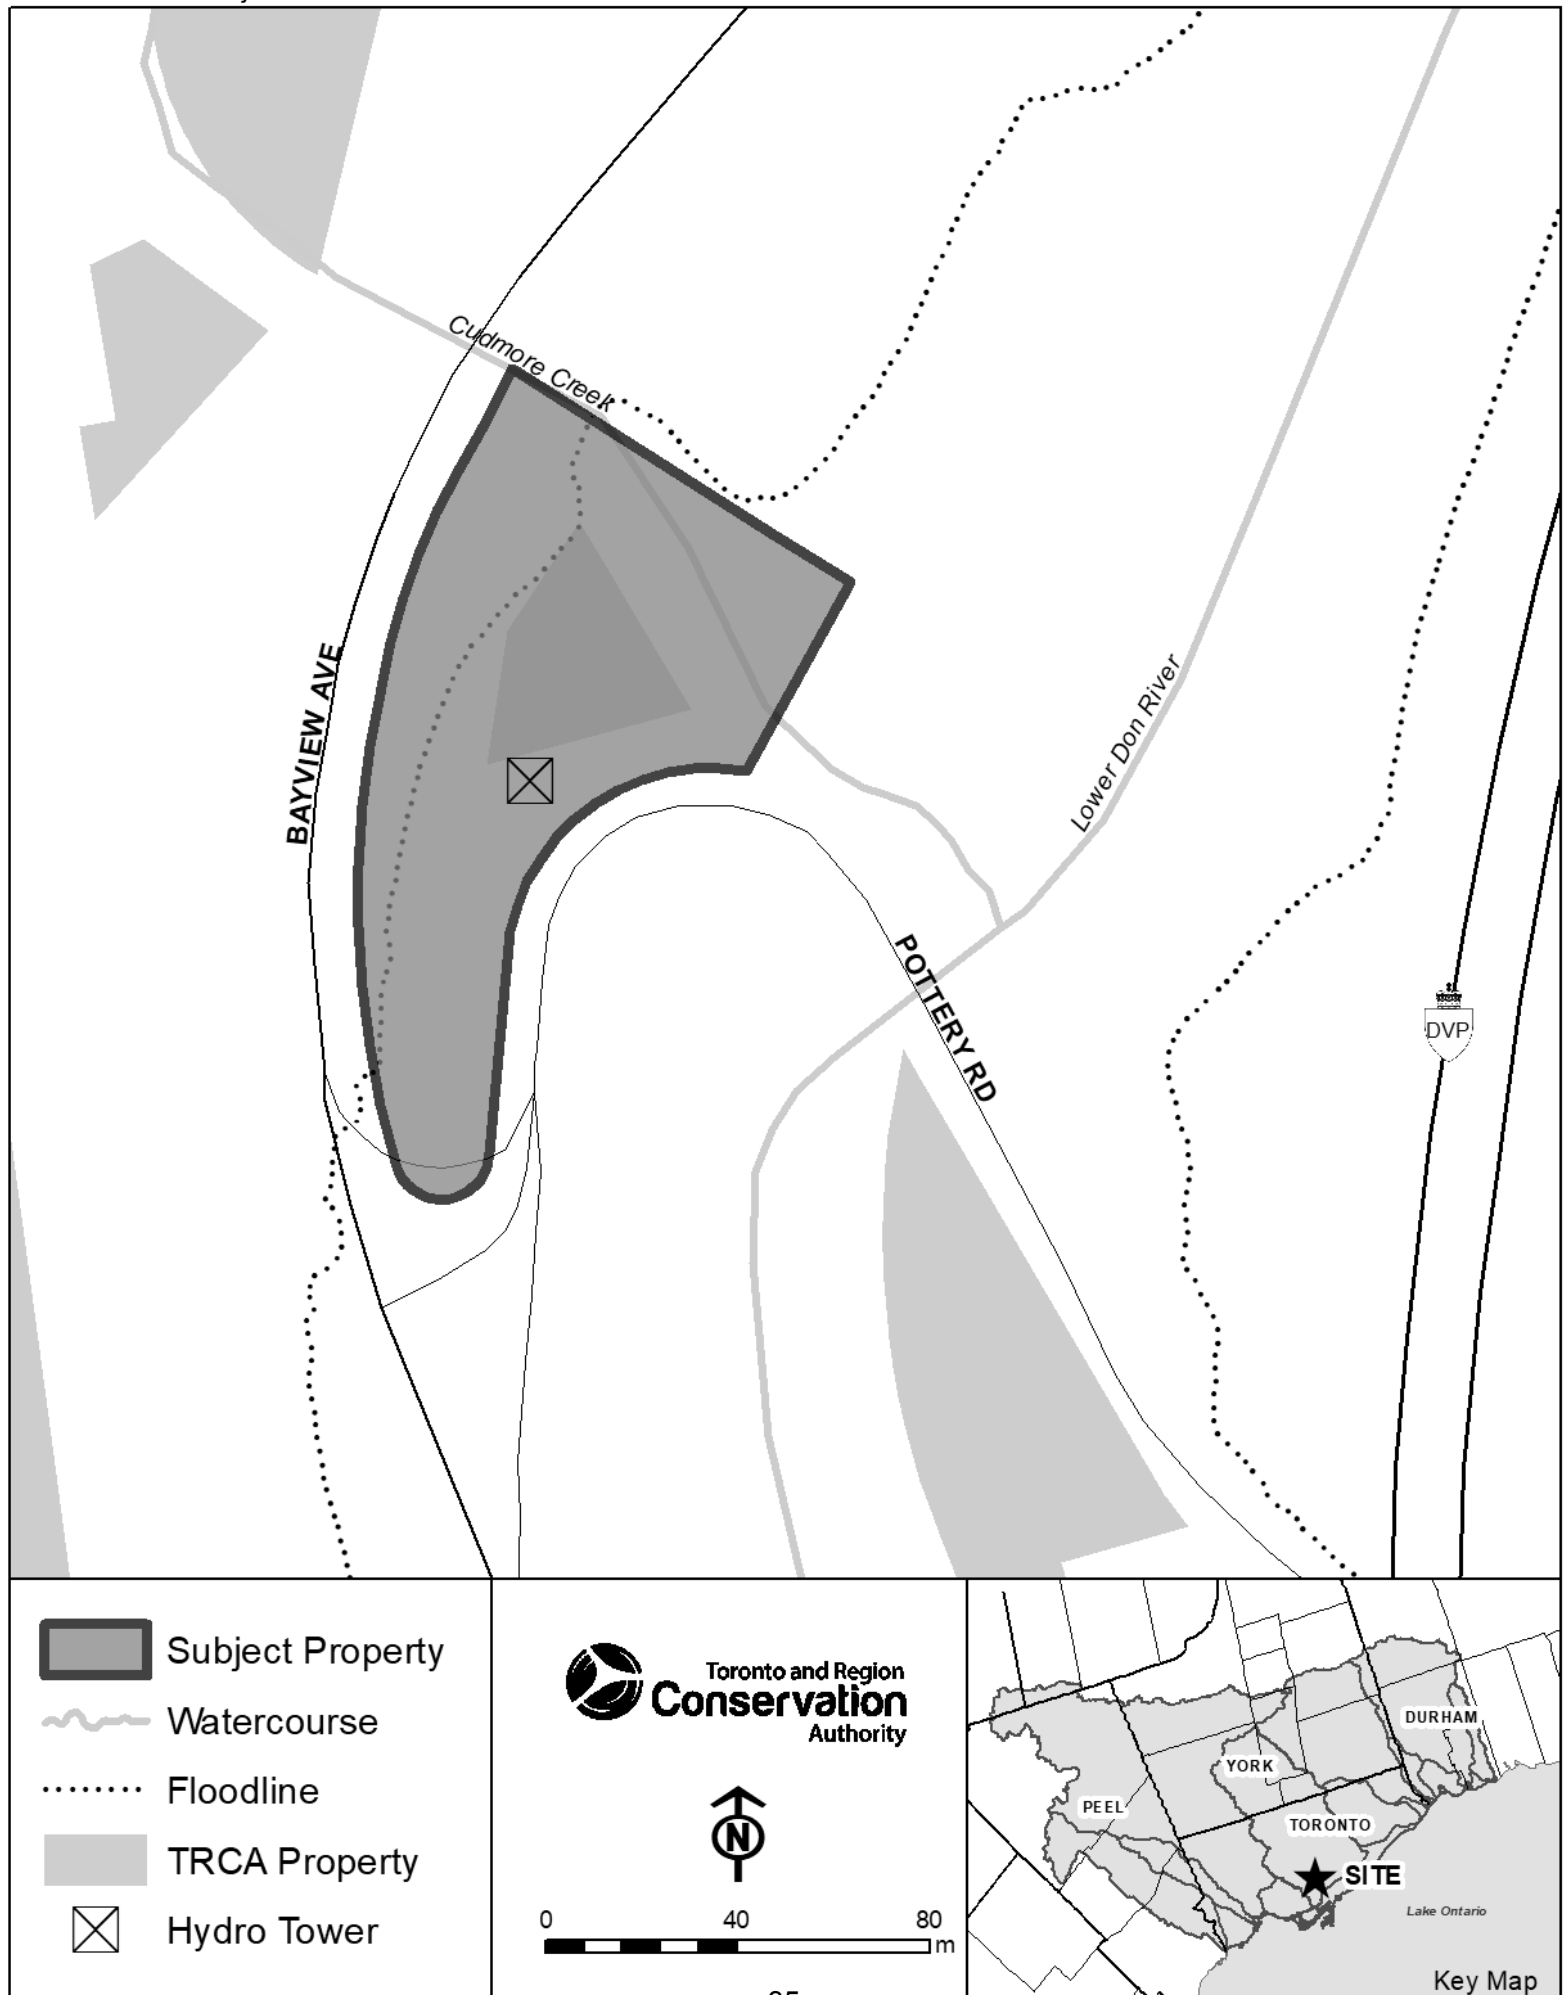 Cudmore Creek
BAYVIEW AVE
Lower Don River
POTTERY RD
DVP
Subject Property
Watercourse
Floodline
TRCA Property
Hydro Tower
Toronto and Region
Conservation
Authority
N
0 40 80
m
DURHAM
YORK
PEEL
TORONTO
SITE
Lake Ontario
Key Map